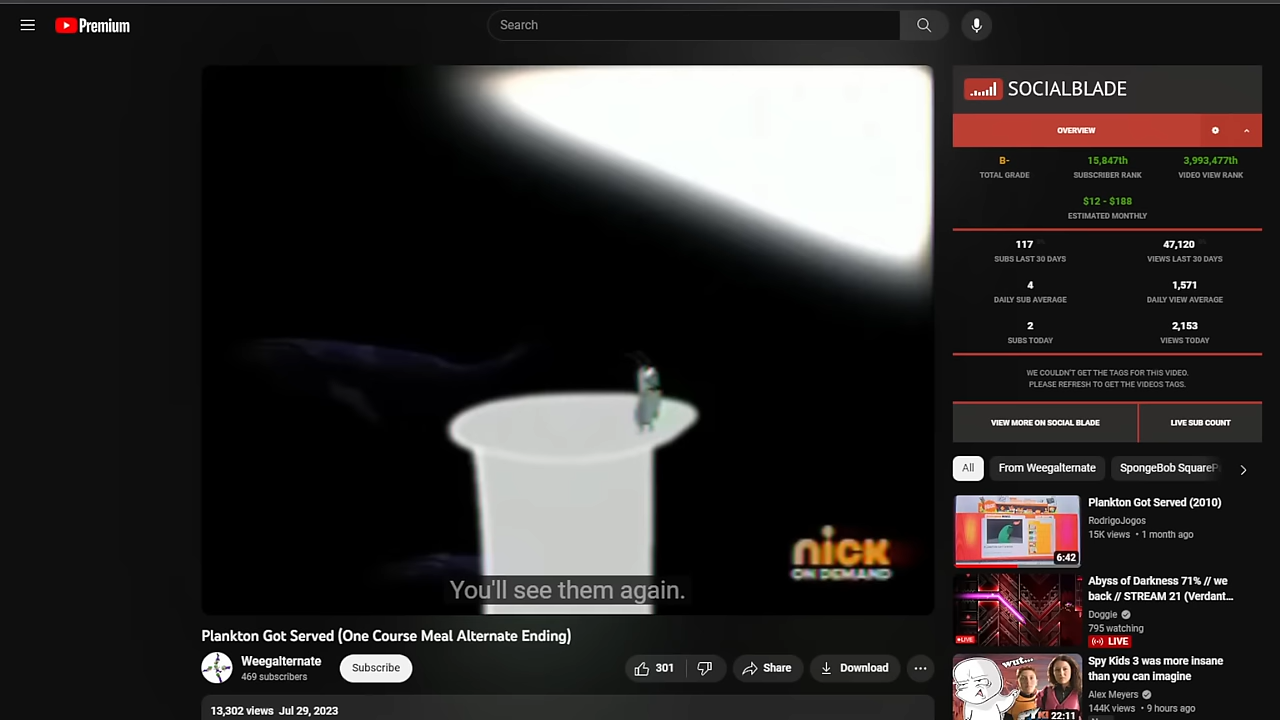 Premium
Search
nick
ON DEMAND
You'll see them again.
Plankton Got Served (One Course Meal Alternate Ending)
Weegalternate
469 subscribers
Subscribe
301
Share
Download
13,302 views Jul 29, 2023
SOCIALBLADE
OVERVIEW
B-
15,847th
3,993,477th
TOTAL GRADE
SUBSCRIBER RANK
VIDEO VIEW RANK
$12 - $188
ESTIMATED MONTHLY
117
47,120
SUBS LAST 30 DAYS
VIEWS LAST 30 DAYS
4
1,571
DAILY SUB AVERAGE
DAILY VIEW AVERAGE
2
2,153
SUBS TODAY
VIEWS TODAY
WE COULDN'T GET THE TAGS FOR THIS VIDEO.
PLEASE REFRESH TO GET THE VIDEOS TAGS.
VIEW MORE ON SOCIAL BLADE
LIVE SUB COUNT
All
From Weegalternate
SpongeBob SquareP
Plankton Got Served (2010)
RodrigoJogos
15K views • 1 month ago
6:42
Abyss of Darkness 71% // we
back // STREAM 21 (Verdant...
Doggie
795 watching
LIVE
LIVE
wut...
Spy Kids 3 was more insane
than you can imagine
Alex Meyers
144K views • 9 hours ago
22:11